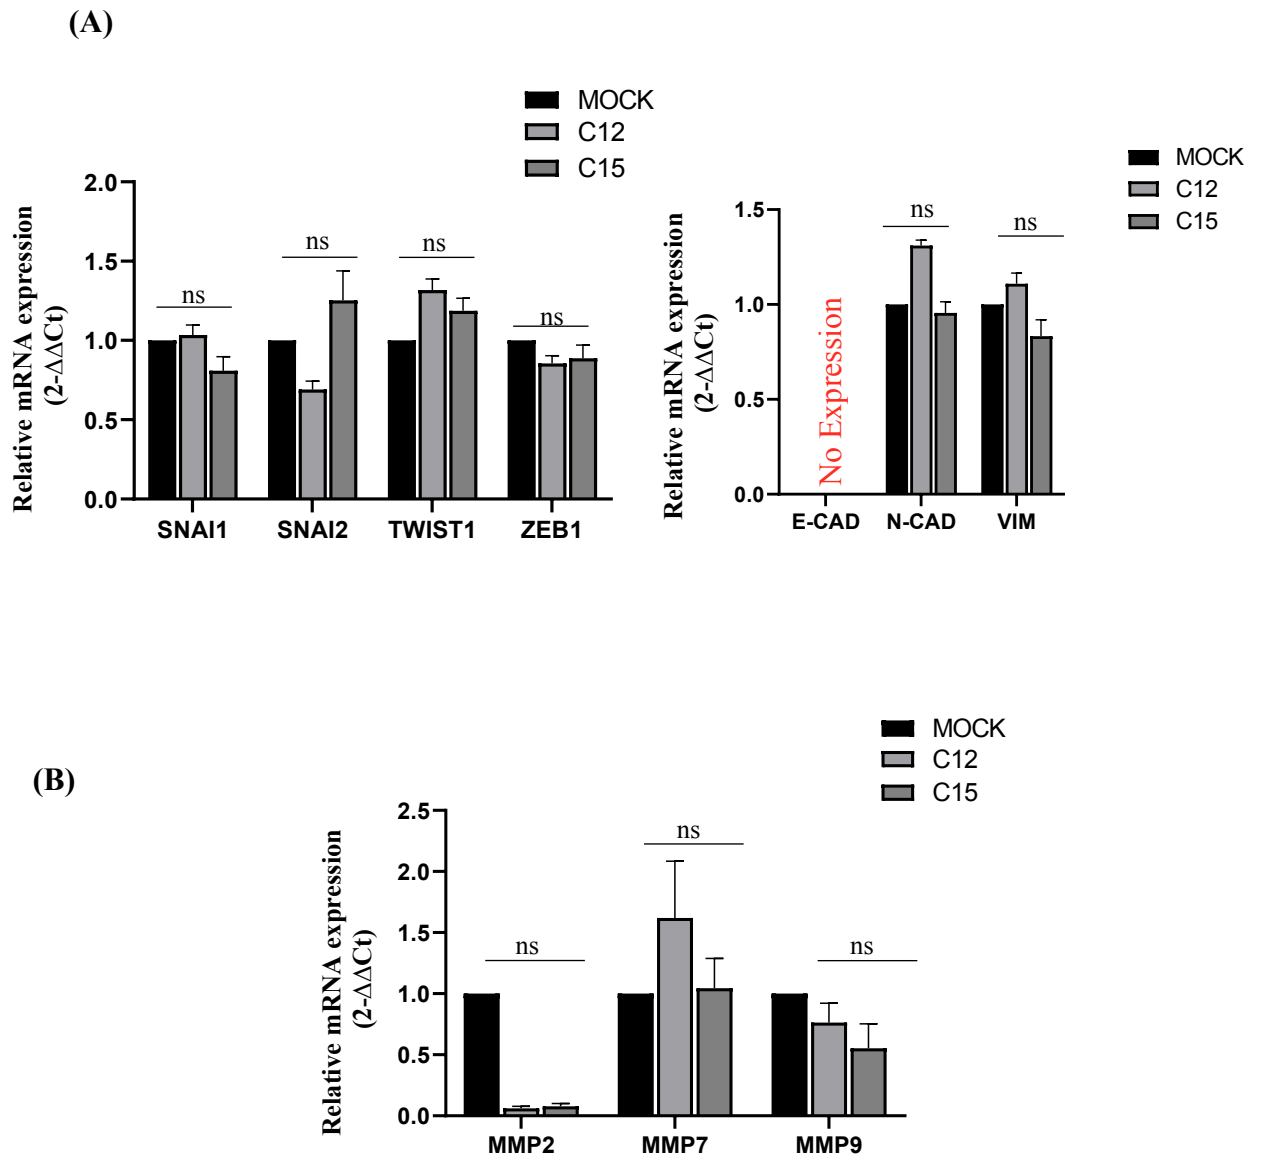 (A)
MOCK
C12
C15
Relative mRNA expression
(2-ΔΔCt)
2.0
1.5
1.0
0.5
0.0
ns
ns
ns
ns
SNAI1
SNAI2
TWIST1
ZEB1
MOCK
C12
C15
Relative mRNA expression
(2-ΔΔCt)
1.5
1.0
0.5
0.0
No Expression
ns
ns
E-CAD
N-CAD
VIM
(B)
MOCK
C12
C15
Relative mRNA expression
(2-ΔΔCt)
2.5
2.0
1.5
1.0
0.5
0.0
ns
ns
ns
MMP2
MMP7
MMP9